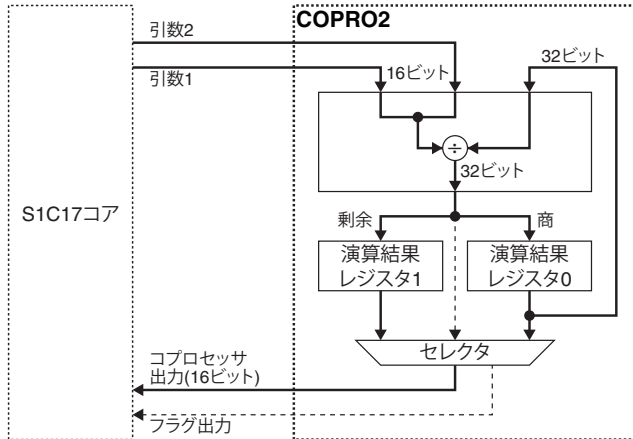 COPRO2
引数2
引数1
16ビット
32ビット
÷
32ビット
S1C17コア
剰余
商
演算結果
レジスタ1
演算結果
レジスタ0
セレクタ
コプロセッサ
出力(16ビット)
フラグ出力